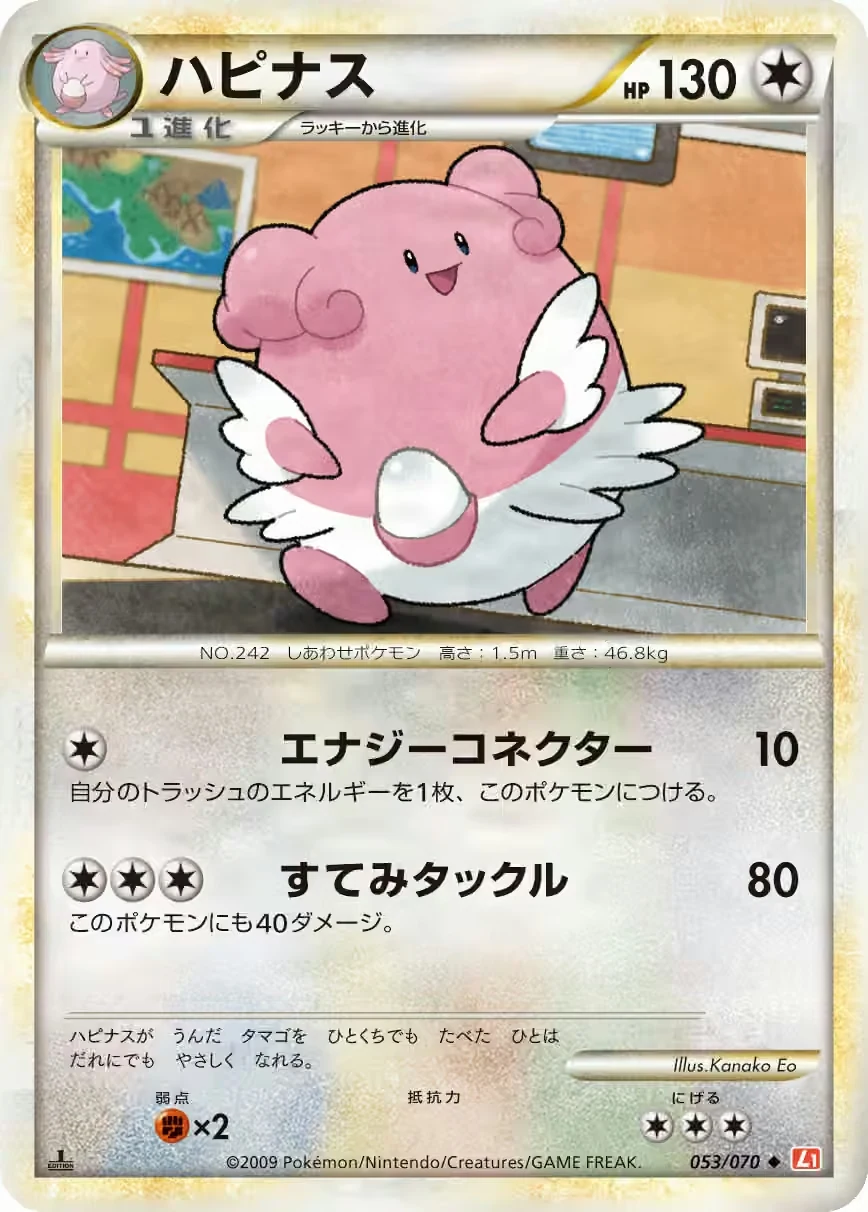 ハピナス HP 130
1 進化 ラッキーから進化
NO.242 しあわせポケモン 高さ：1.5m 重さ：46.8kg
エナジーコネクター 10
自分のトラッシュのエネルギーを1枚、このポケモンにつける。
すてみタックル 80
このポケモンにも40ダメージ。
ハピナスが うんだ タマゴを ひとくちでも たべた ひとは
だれにでも やさしく なれる。
Illus.Kanako Eo
弱点 抵抗力 にげる
×2
1 EDITION ©2009 Pokémon/Nintendo/Creatures/GAME FREAK. 053/070 ◆ L1